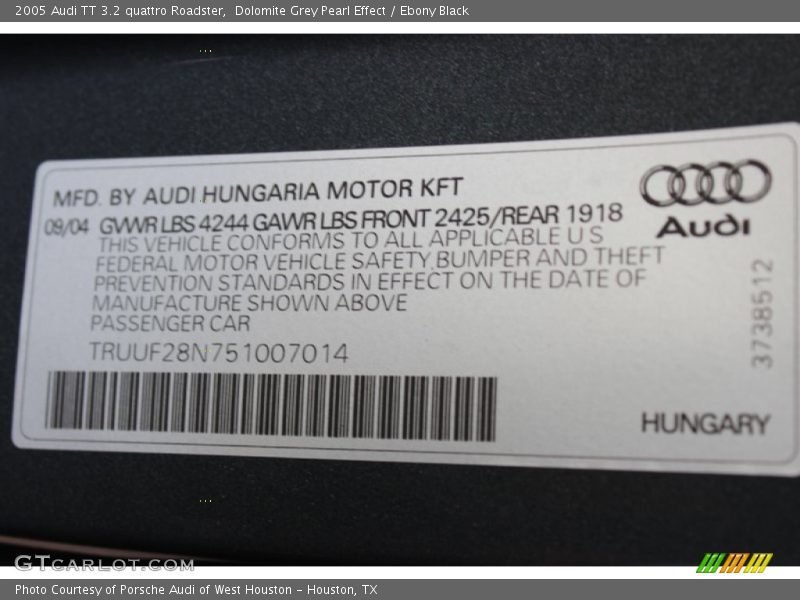 2005 Audi TT 3.2 quattro Roadster,  Dolomite Grey Pearl Effect / Ebony Black
MFD. BY AUDI HUNGARIA MOTOR KFT
09/04 GVWR LBS 4244 GAWR LBS FRONT 2425/REAR 1918
THIS VEHICLE CONFORMS TO ALL APPLICABLE U S
FEDERAL MOTOR VEHICLE SAFETY, BUMPER AND THEFT
PREVENTION STANDARDS IN EFFECT ON THE DATE OF
MANUFACTURE SHOWN ABOVE
PASSENGER CAR
TRUUF28N751007014
Audi
3738512
HUNGARY
GTCARLOT.COM
Photo Courtesy of Porsche Audi of West Houston - Houston, TX